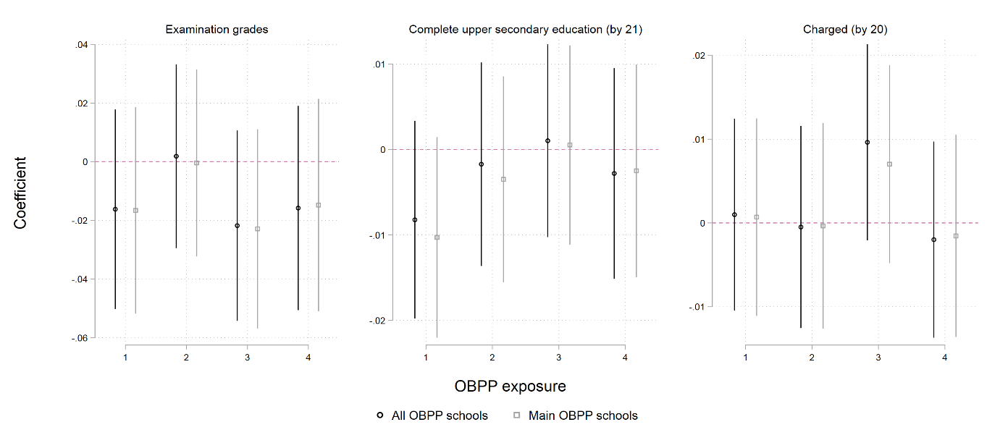 Examination grades
Complete upper secondary education (by 21)
Charged (by 20)
Coefficient
.04
.02
0
-.02
-.04
-.06
1 2 3 4
.01
0
-.01
-.02
1 2 3 4
.02
.01
0
-.01
1 2 3 4
OBPP exposure
All OBPP schools Main OBPP schools